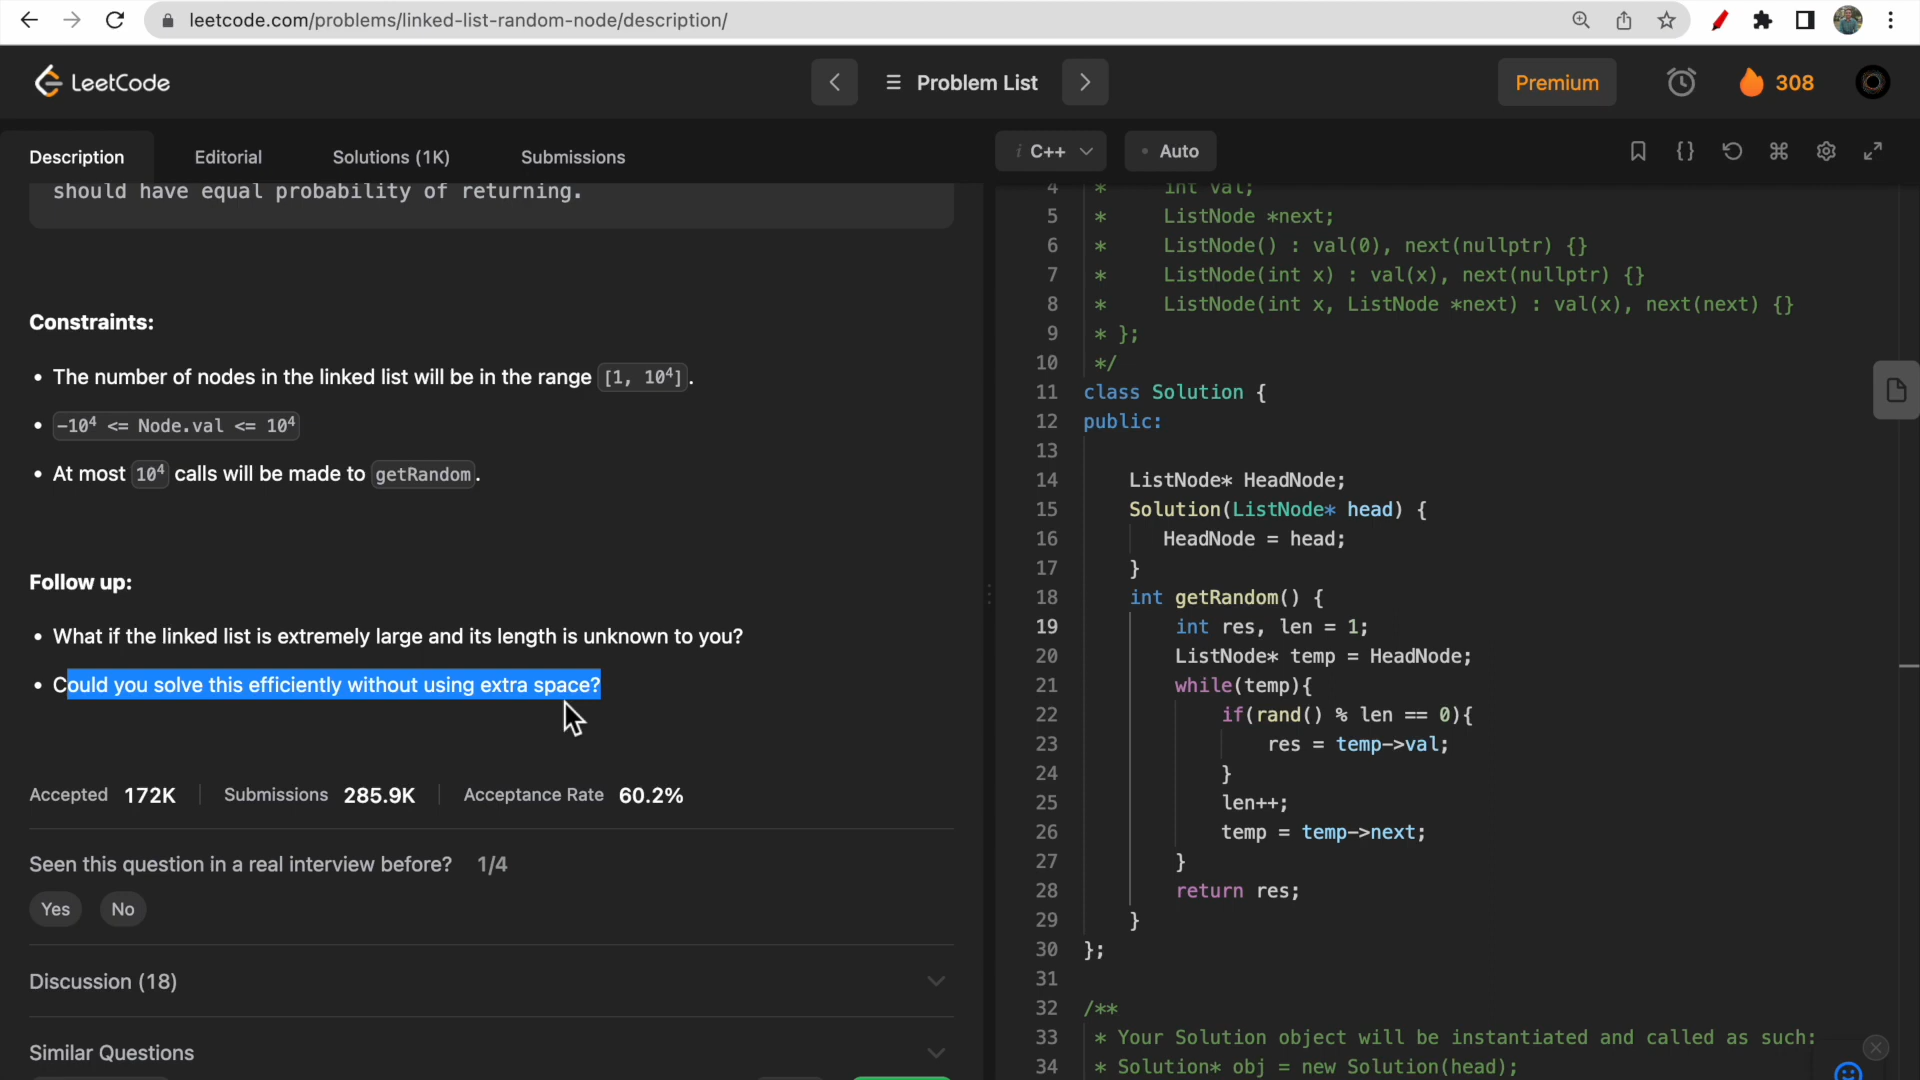 leetcode.com/problems/linked-list-random-node/description/
LeetCode
Problem List
Premium
308
Description
Editorial
Solutions (1K)
Submissions
i C++
• Auto
should have equal probability of returning.
Constraints:
• The number of nodes in the linked list will be in the range [1, 10⁴].
• -10⁴ <= Node.val <= 10⁴
• At most 10⁴ calls will be made to getRandom.
Follow up:
• What if the linked list is extremely large and its length is unknown to you?
• Could you solve this efficiently without using extra space?
Accepted 172K
Submissions 285.9K
Acceptance Rate 60.2%
Seen this question in a real interview before? 1/4
Yes
No
Discussion (18)
Similar Questions
4 * int val;
5 * ListNode *next;
6 * ListNode() : val(0), next(nullptr) {}
7 * ListNode(int x) : val(x), next(nullptr) {}
8 * ListNode(int x, ListNode *next) : val(x), next(next) {}
9 * };
10 */
11 class Solution {
12 public:
13
14 ListNode* HeadNode;
15 Solution(ListNode* head) {
16 HeadNode = head;
17 }
18 int getRandom() {
19 int res, len = 1;
20 ListNode* temp = HeadNode;
21 while(temp){
22 if(rand() % len == 0){
23 res = temp->val;
24 }
25 len++;
26 temp = temp->next;
27 }
28 return res;
29 }
30 };
31
32 /**
33 * Your Solution object will be instantiated and called as such:
34 * Solution* obj = new Solution(head);